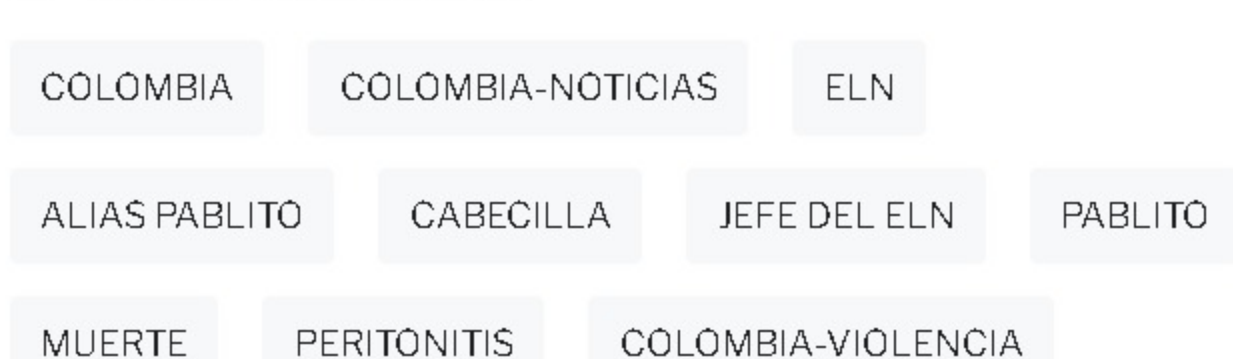 COLOMBIA COLOMBIA-NOTICIAS ELN
ALIAS PABLITO CABECILLA JEFE DEL ELN PABLITO
MUERTE PERITONITIS COLOMBIA-VIOLENCIA